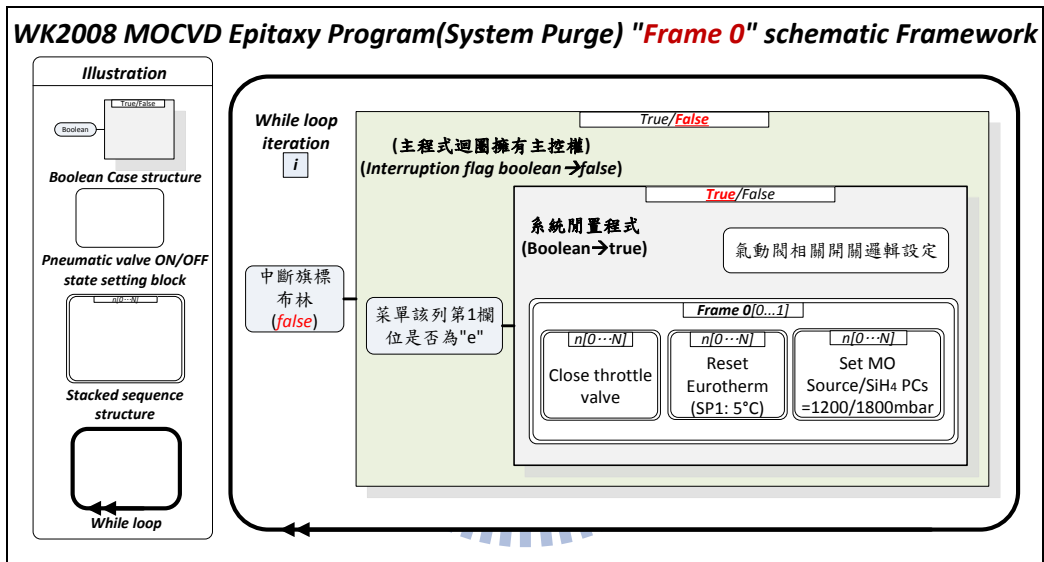 WK2008 MOCVD Epitaxy Program(System Purge) "Frame 0" schematic Framework
Illustration
True/False
Boolean
Boolean Case structure
Pneumatic valve ON/OFF
state setting block
n[0⋯N]
Stacked sequence
structure
While loop
While loop
iteration
i
True/False
(主程式迴圈擁有主控權)
(Interruption flag boolean→false)
True/False
系統閒置程式
(Boolean→true)
氣動閥相關開關邏輯設定
中斷旗標
布林
(false)
菜單該列第1欄
位是否為"e"
Frame 0[0...1]
n[0⋯N]
Close throttle
valve
n[0⋯N]
Reset
Eurotherm
(SP1: 5°C)
n[0⋯N]
Set MO
Source/SiH₄ PCs
=1200/1800mbar